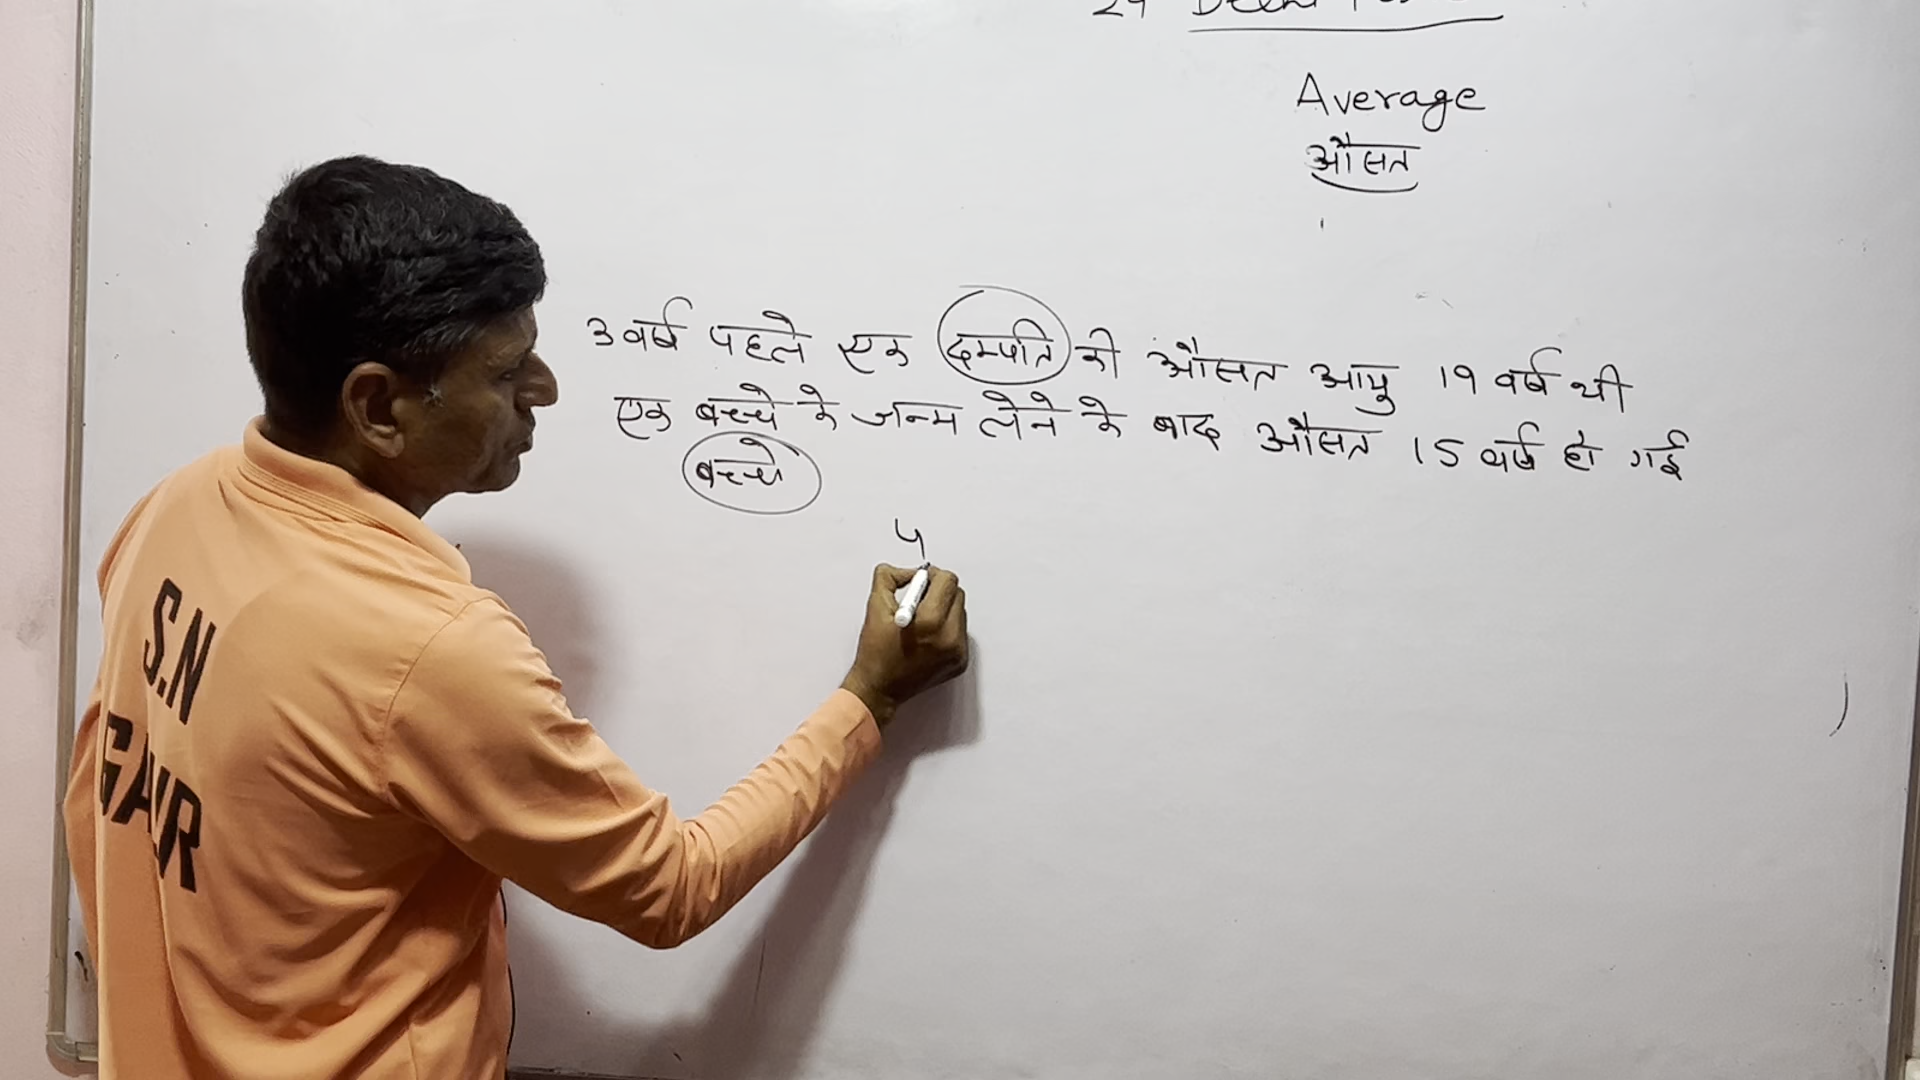 Average
औसत
3 वर्ष पहले एक दम्पति की औसत आयु 19 वर्ष थी
एक बच्चे के जन्म लेने के बाद औसत 15 वर्ष हो गई
बच्चे
S.N
GAUR